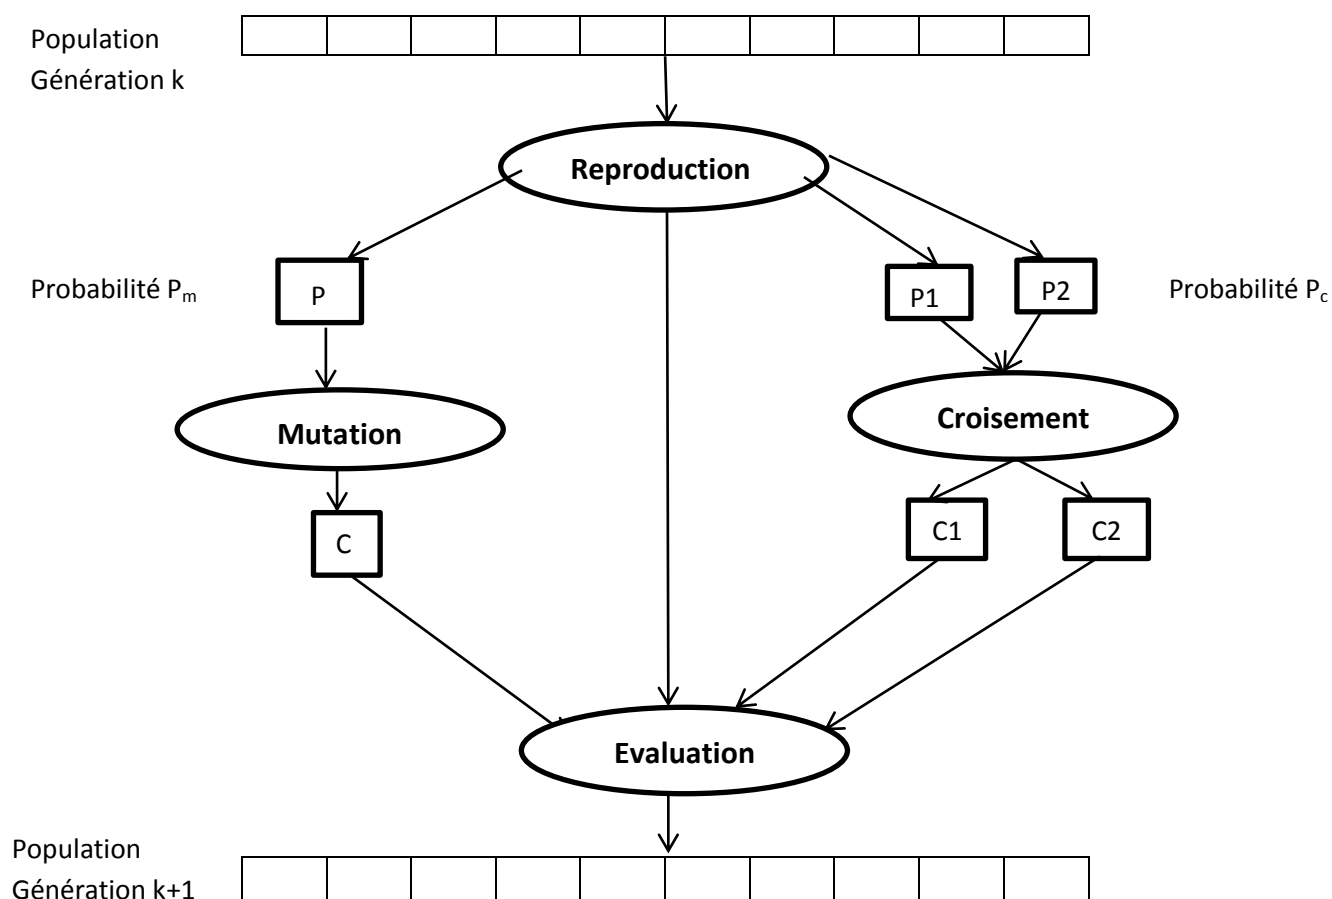 Population
Génération k
Reproduction
Probabilité Pm
P
P1
P2
Probabilité Pc
Mutation
Croisement
C
C1
C2
Evaluation
Population
Génération k+1